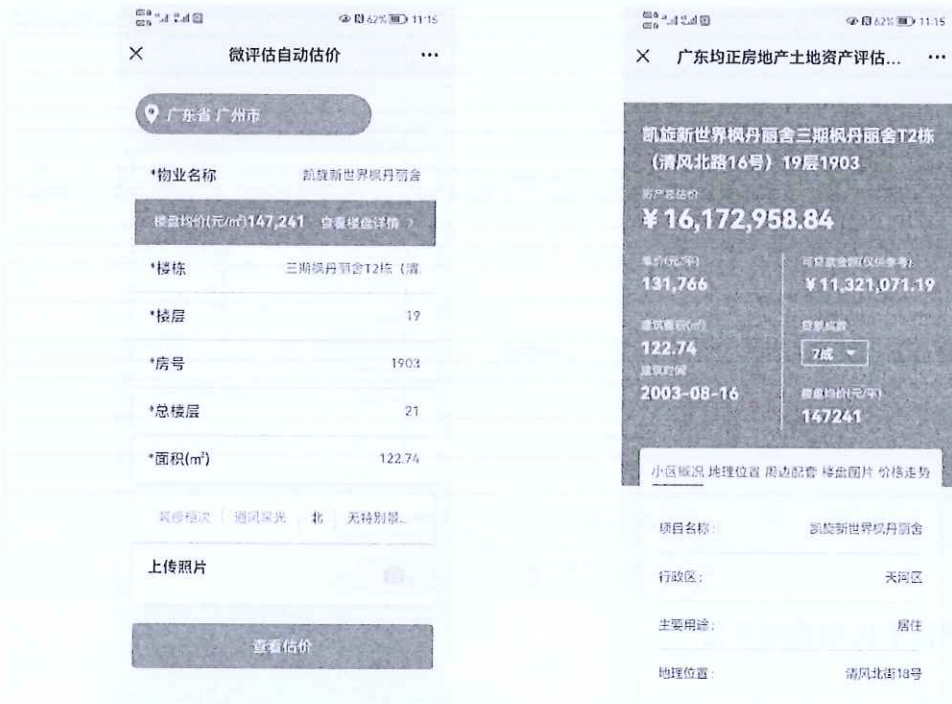 62% 11:15
微评估自动估价
广东省 广州市
*物业名称 凯旋新世界枫丹丽舍
楼盘均价(元/㎡)147,241 查看楼盘详情
*楼栋 三期枫丹丽舍T2栋（清
*楼层 19
*房号 1903
*总楼层 21
*面积(㎡) 122.74
装修档次 通风采光 北 无特别景...
上传照片
查看估价
62% 11:15
广东均正房地产土地资产评估...
凯旋新世界枫丹丽舍三期枫丹丽舍T2栋
（清风北路16号）19层1903
房产总估价
¥16,172,958.84
单价(元/平) 可贷款金额(仅供参考)
131,766 ¥11,321,071.19
建筑面积(㎡) 贷款成数
122.74 7成
建筑时间
2003-08-16 楼盘均价(元/平)
147241
小区概况 地理位置 周边配套 楼盘图片 价格走势
项目名称： 凯旋新世界枫丹丽舍
行政区： 天河区
主要用途： 居住
地理位置： 清风北街18号